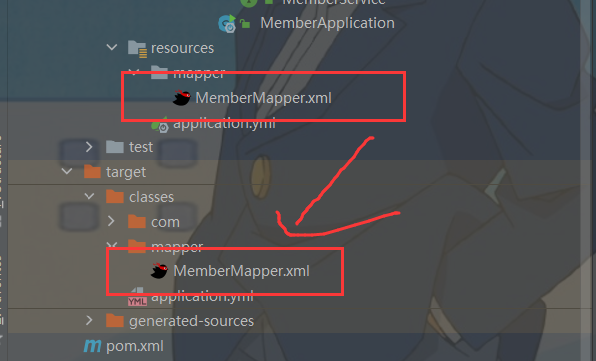 MemberService
MemberApplication
resources
mapper
MemberMapper.xml
application.yml
test
target
classes
com
mapper
MemberMapper.xml
application.yml
generated-sources
pom.xml